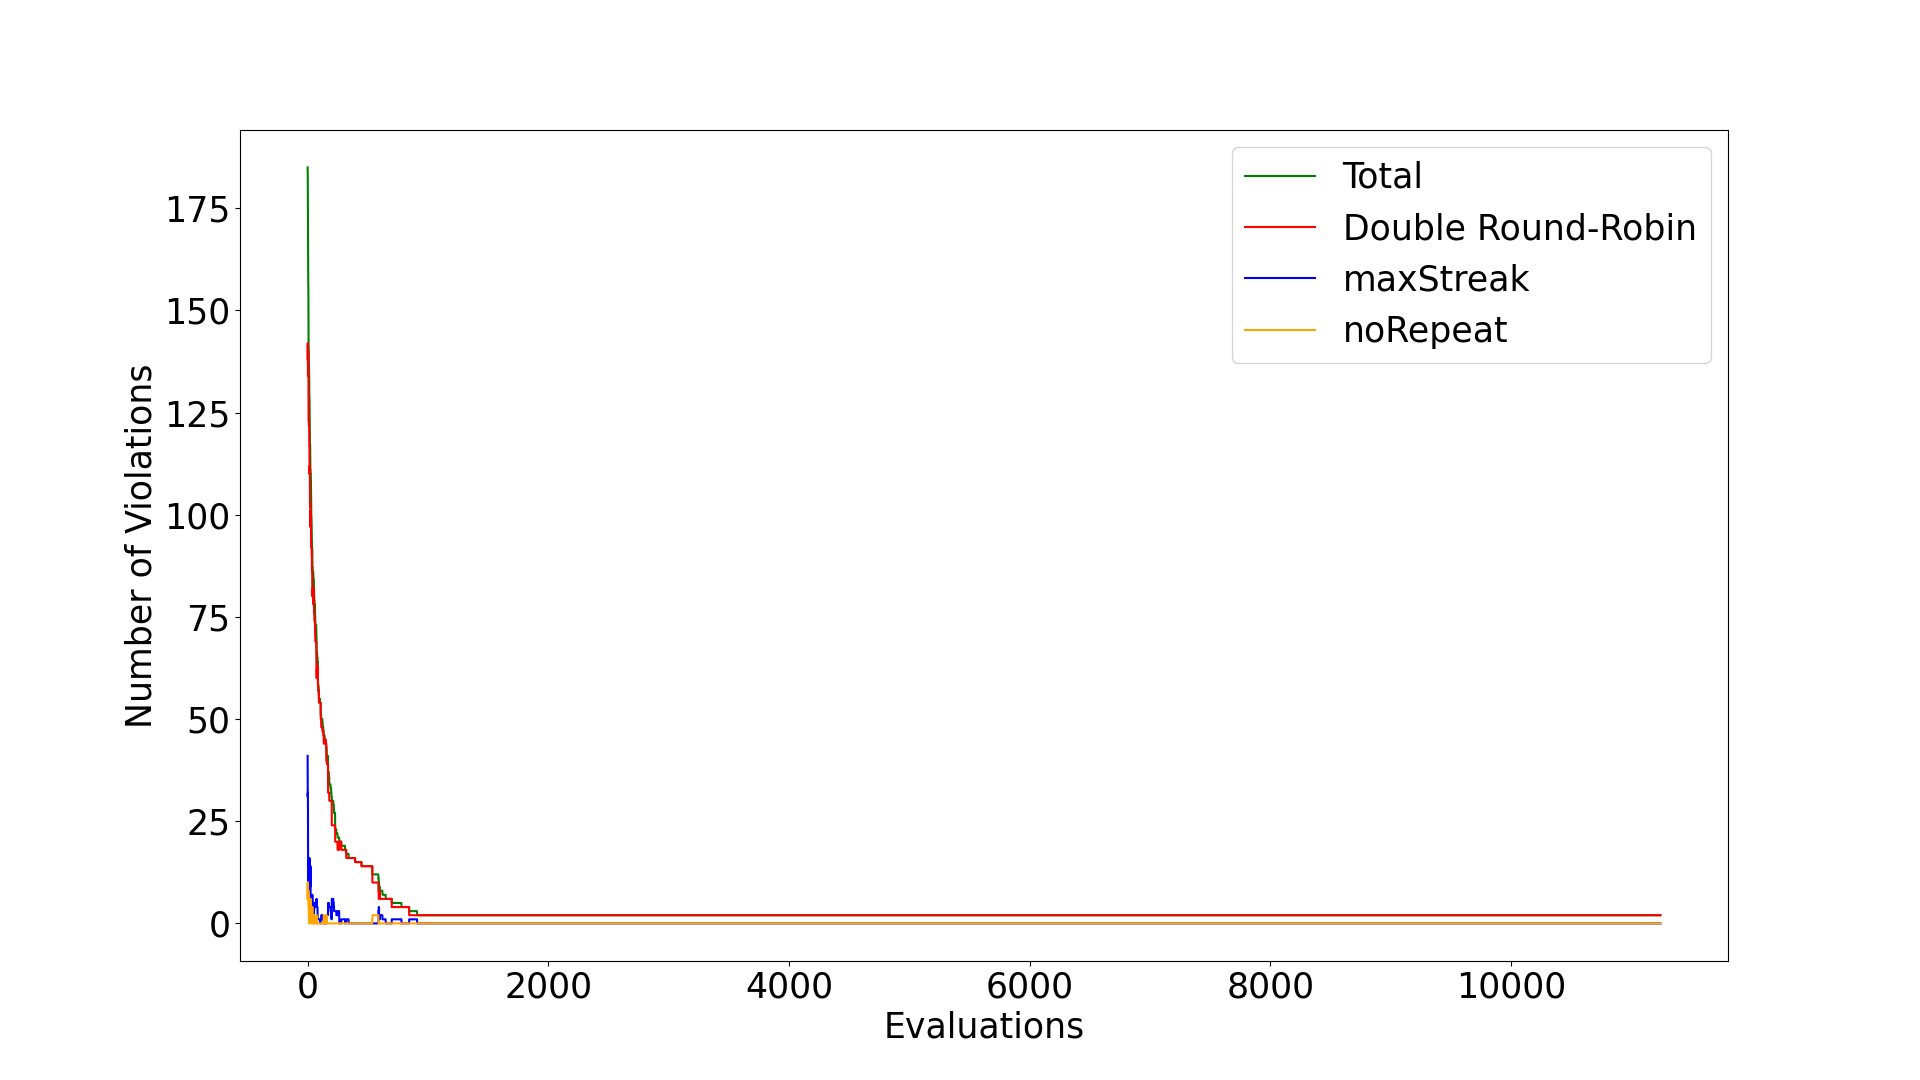 Total
Double Round-Robin
maxStreak
noRepeat
Number of Violations
175
150
125
100
75
50
25
0
0 2000 4000 6000 8000 10000
Evaluations